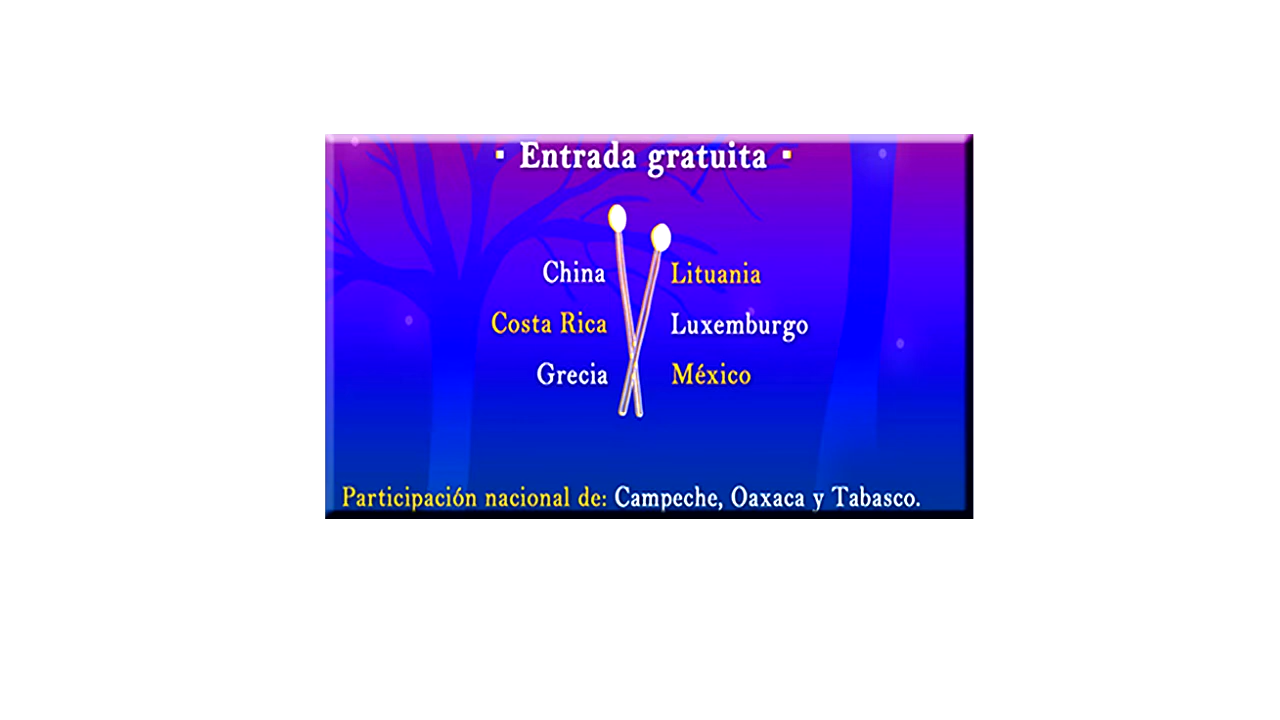 · Entrada gratuita ·
China Lituania
Costa Rica Luxemburgo
Grecia México
Participación nacional de: Campeche, Oaxaca y Tabasco.